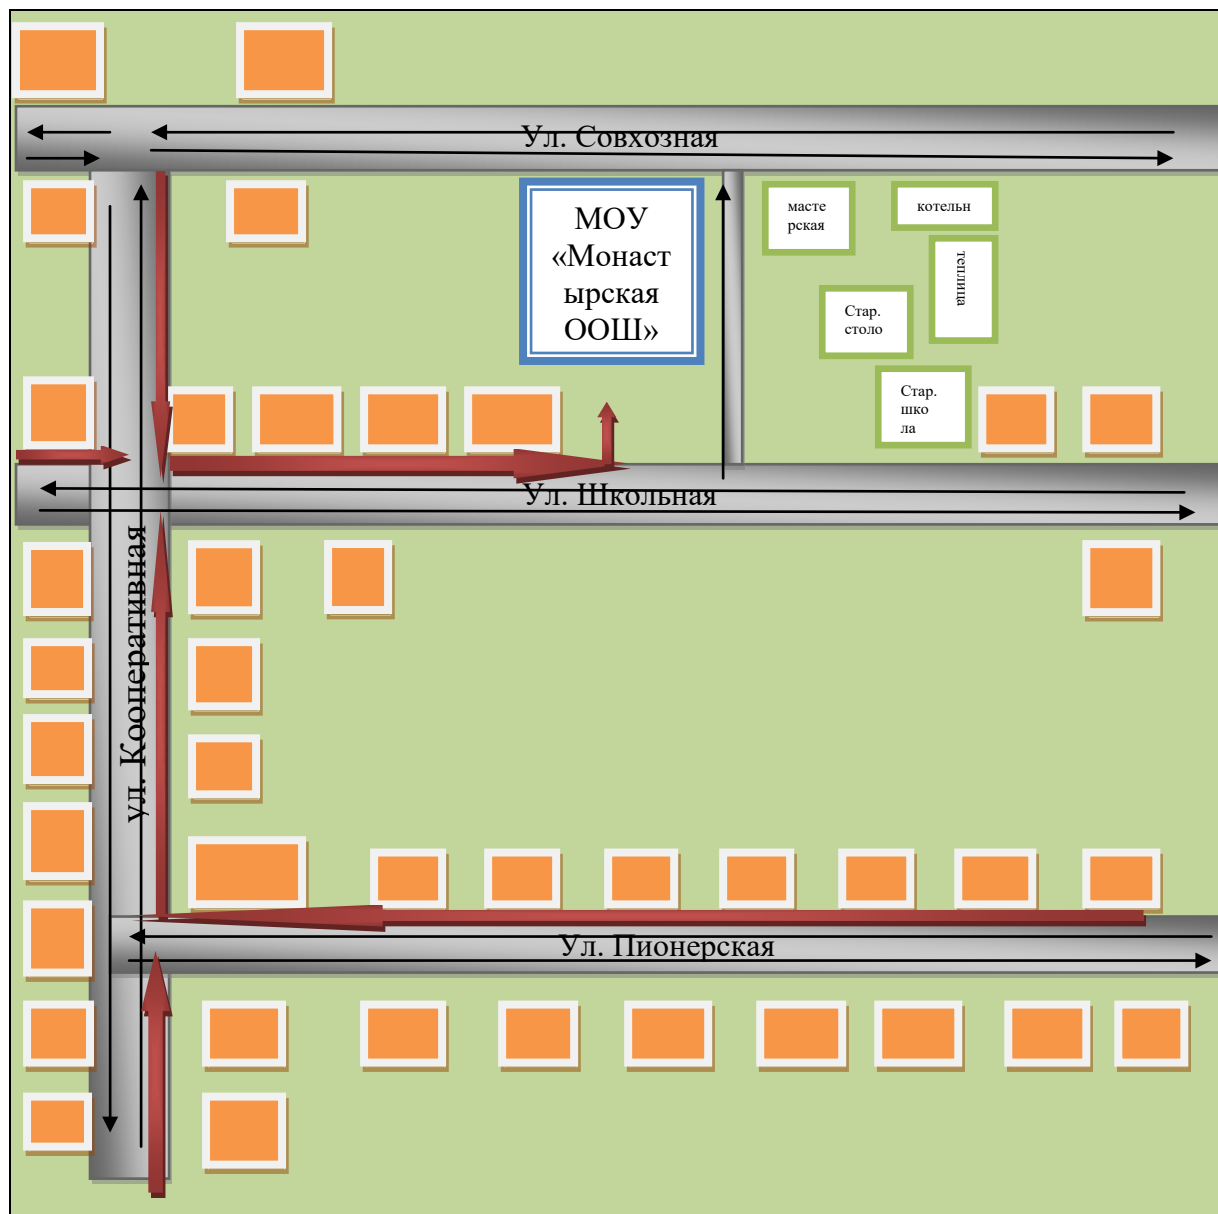 Ул. Совхозная
МОУ
«Монаст
ырская
ООШ»
масте
рская
котельн
теплица
Стар.
столо
Стар.
шко
ла
Ул. Школьная
ул. Кооперативная
Ул. Пионерская